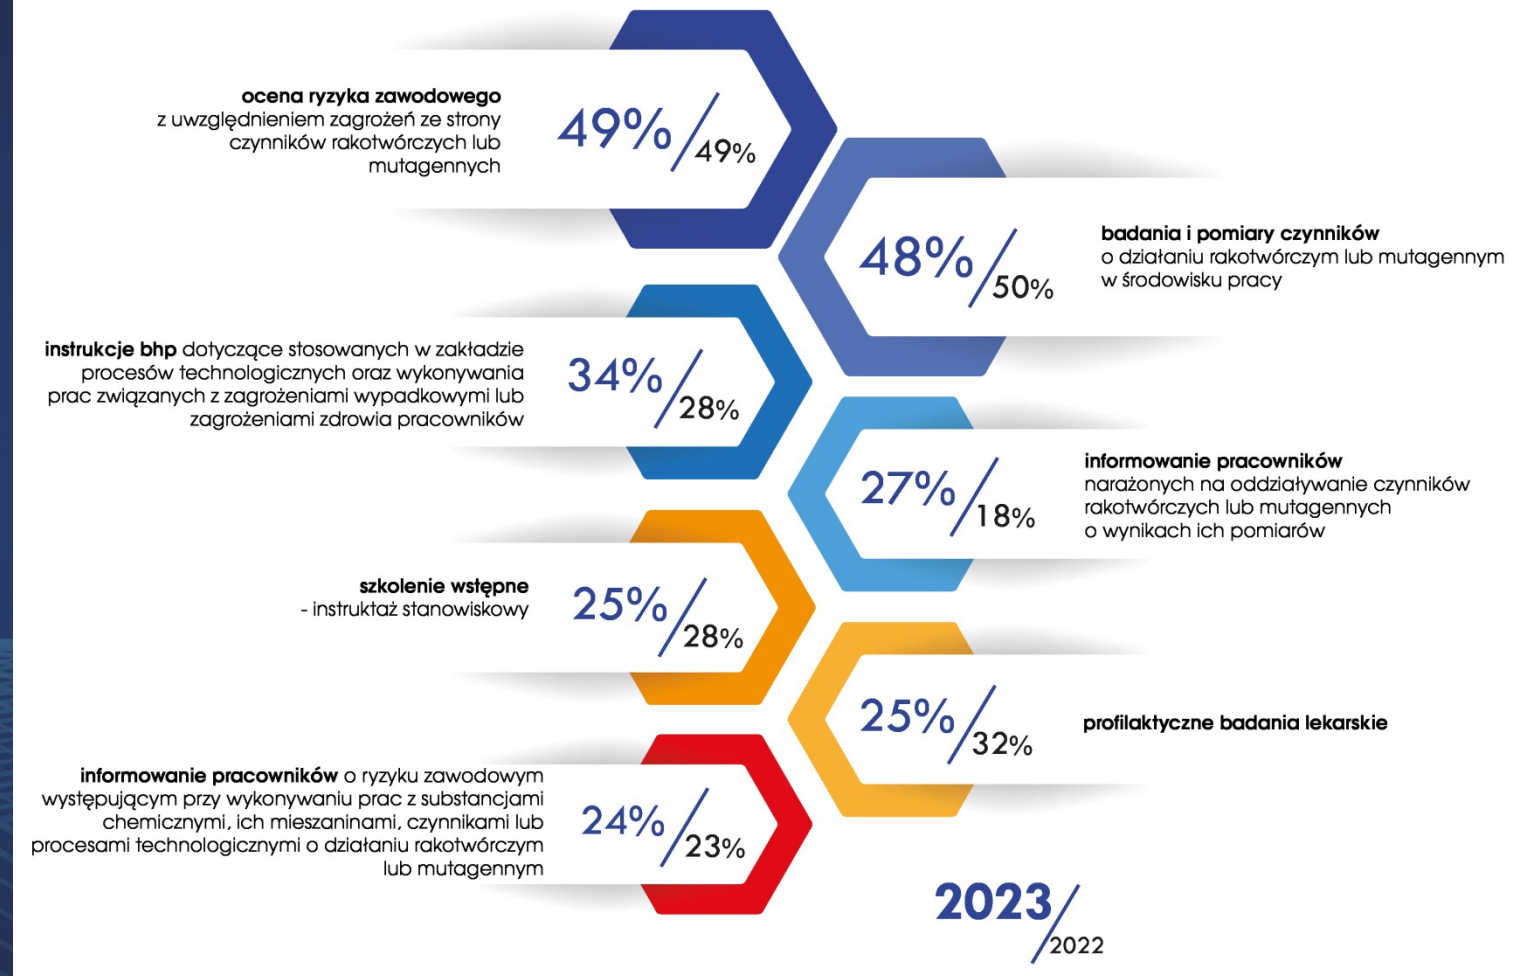 ocena ryzyka zawodowego
z uwzględnieniem zagrożeń ze strony
czynników rakotwórczych lub
mutagennych
49%/49%
48%/50%
badania i pomiary czynników
o działaniu rakotwórczym lub mutagennym
w środowisku pracy
instrukcje bhp dotyczące stosowanych w zakładzie
procesów technologicznych oraz wykonywania
prac związanych z zagrożeniami wypadkowymi lub
zagrożeniami zdrowia pracowników
34%/28%
27%/18%
informowanie pracowników
narażonych na oddziaływanie czynników
rakotwórczych lub mutagennych
o wynikach ich pomiarów
szkolenie wstępne
- instruktaż stanowiskowy
25%/28%
25%/32%
profilaktyczne badania lekarskie
informowanie pracowników o ryzyku zawodowym
występującym przy wykonywaniu prac z substancjami
chemicznymi, ich mieszaninami, czynnikami lub
procesami technologicznymi o działaniu rakotwórczym
lub mutagennym
24%/23%
2023/2022